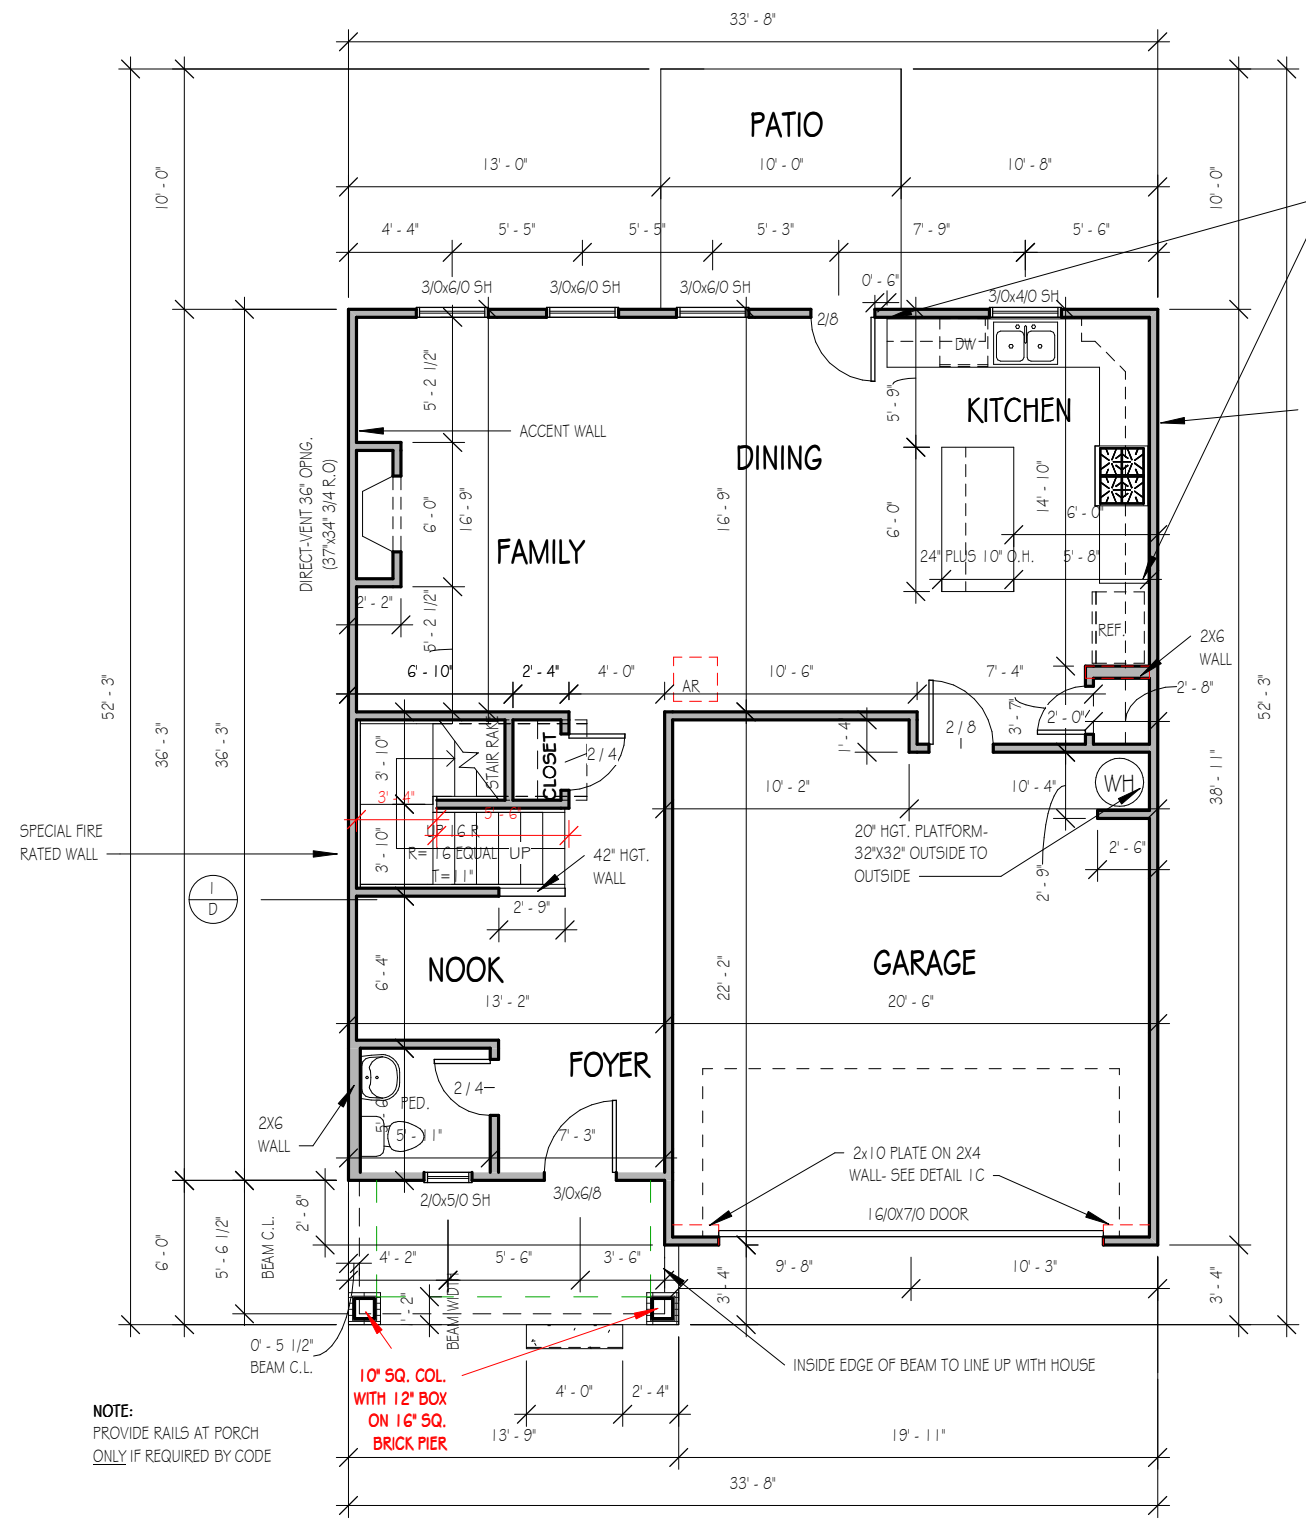 33' - 8"
PATIO
13' - 0"
10' - 0"
10' - 8"
10' - 0"
10' - 0"
4' - 4"
5' - 5"
5' - 5"
5' - 3"
7' - 9"
5' - 6"
3/0x6/0 SH
3/0x6/0 SH
3/0x6/0 SH
0' - 6"
3/0x4/0 SH
2/8
DW
5' - 2 1/2"
5' - 9"
KITCHEN
ACCENT WALL
DINING
DIRECT-VENT 36" OPNG.
(37"x34" 3/4 R.O)
6' - 0"
16' - 9"
16' - 9"
6' - 0"
14' - 10"
6' - 0"
FAMILY
24" PLUS 10" O.H.
5' - 8"
2' - 2"
5' - 2 1/2"
REF.
2X6
WALL
6' - 10"
2' - 4"
4' - 0"
AR
10' - 6"
7' - 4"
2' - 8"
52' - 3"
36' - 3"
36' - 3"
52' - 3"
3' - 7"
2' - 0"
1' - 4"
2 / 8
3' - 10"
STAIR RAKE
CLOSET
2 / 4
38' - 11"
3' - 4"
3' - 6"
10' - 2"
10' - 4"
WH
SPECIAL FIRE
RATED WALL
3' - 10"
UP 16 R
R= 16 EQUAL
T=11"
UP
42" HGT.
WALL
20" HGT. PLATFORM-
32"X32" OUTSIDE TO
OUTSIDE
2' - 9"
2' - 6"
1
D
2' - 9"
6' - 4"
NOOK
13' - 2"
22' - 2"
GARAGE
20' - 6"
FOYER
2 / 4
PED.
5' - 6"
5' - 11"
7' - 3"
2X6
WALL
2x10 PLATE ON 2X4
WALL- SEE DETAIL 1C
2/0x5/0 SH
3/0x6/8
16/0X7/0 DOOR
6' - 0"
5' - 6 1/2"
BEAM C.L.
2' - 8"
4' - 2"
5' - 6"
3' - 6"
9' - 8"
10' - 3"
3' - 4"
3' - 4"
BEAM WIDTH
0' - 5 1/2"
BEAM C.L.
INSIDE EDGE OF BEAM TO LINE UP WITH HOUSE
10" SQ. COL.
WITH 12" BOX
ON 16" SQ.
BRICK PIER
4' - 0"
2' - 4"
NOTE:
PROVIDE RAILS AT PORCH
ONLY IF REQUIRED BY CODE
13' - 9"
19' - 11"
33' - 8"